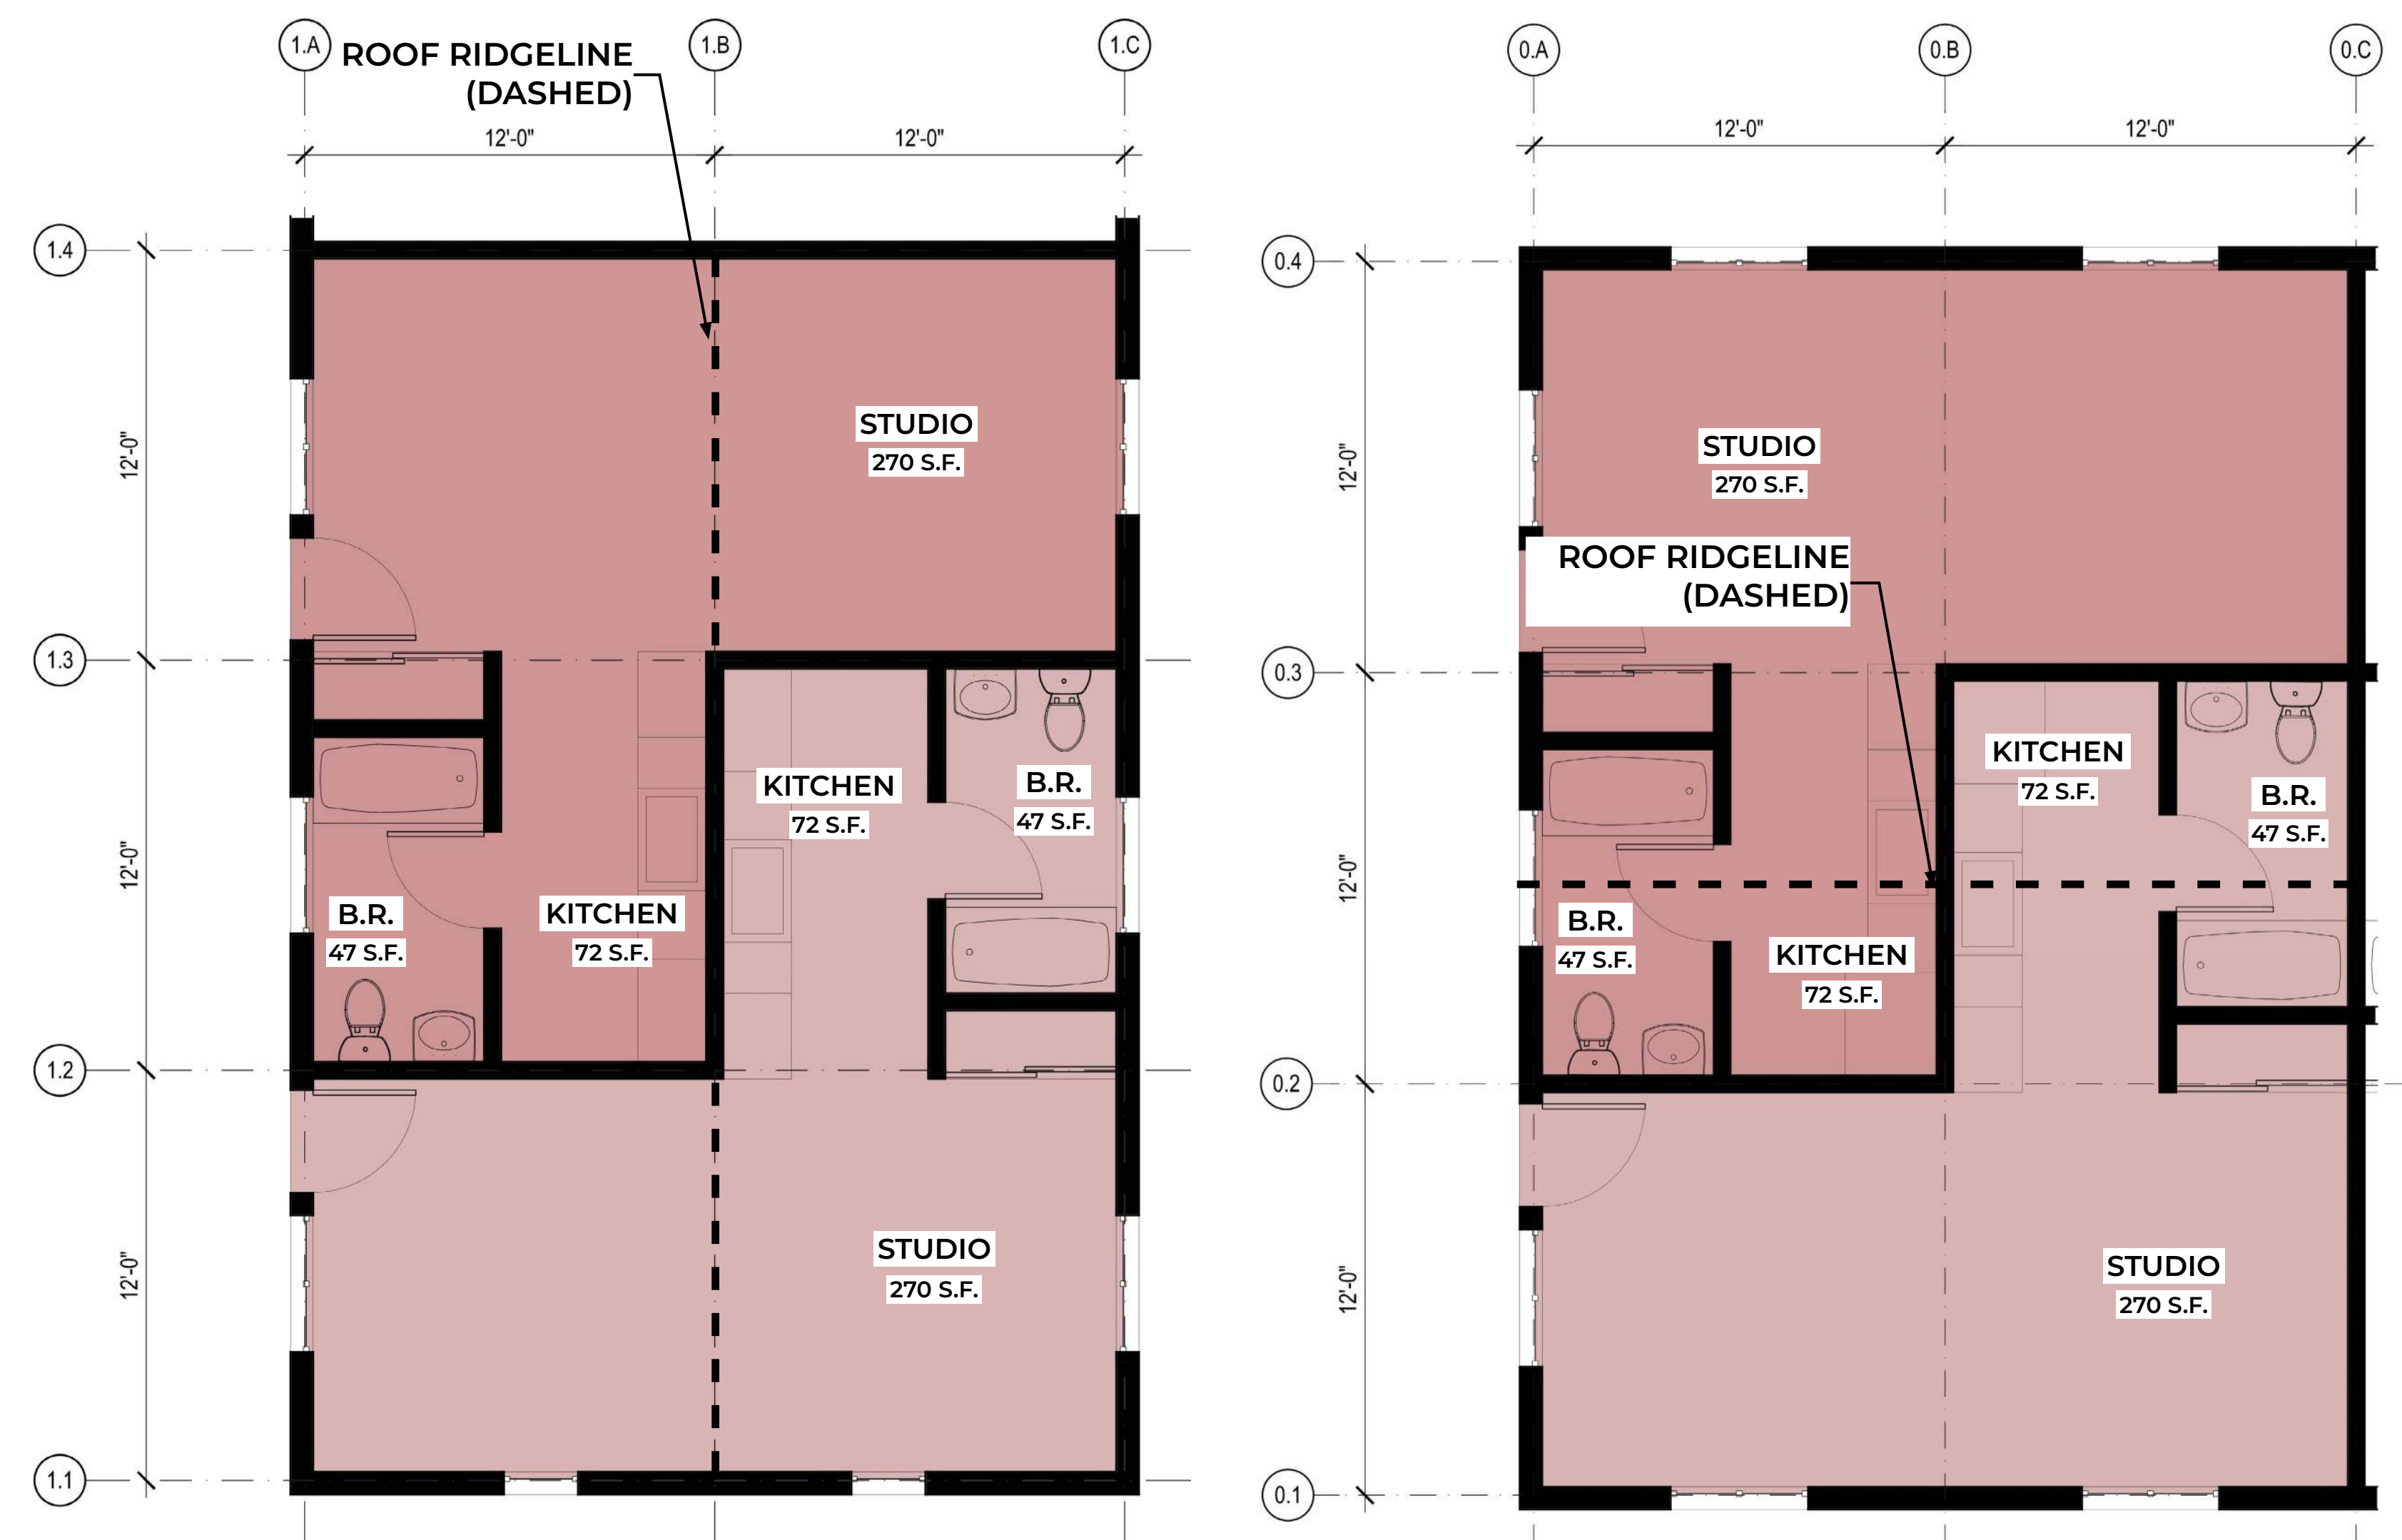 1.A
ROOF RIDGELINE
(DASHED)
1.B
1.C
12'-0"
12'-0"
1.4
12'-0"
STUDIO
270 S.F.
1.3
12'-0"
KITCHEN
72 S.F.
B.R.
47 S.F.
B.R.
47 S.F.
KITCHEN
72 S.F.
1.2
12'-0"
STUDIO
270 S.F.
1.1
0.A
0.B
0.C
12'-0"
12'-0"
0.4
12'-0"
STUDIO
270 S.F.
ROOF RIDGELINE
(DASHED)
0.3
12'-0"
KITCHEN
72 S.F.
B.R.
47 S.F.
B.R.
47 S.F.
KITCHEN
72 S.F.
0.2
12'-0"
STUDIO
270 S.F.
0.1